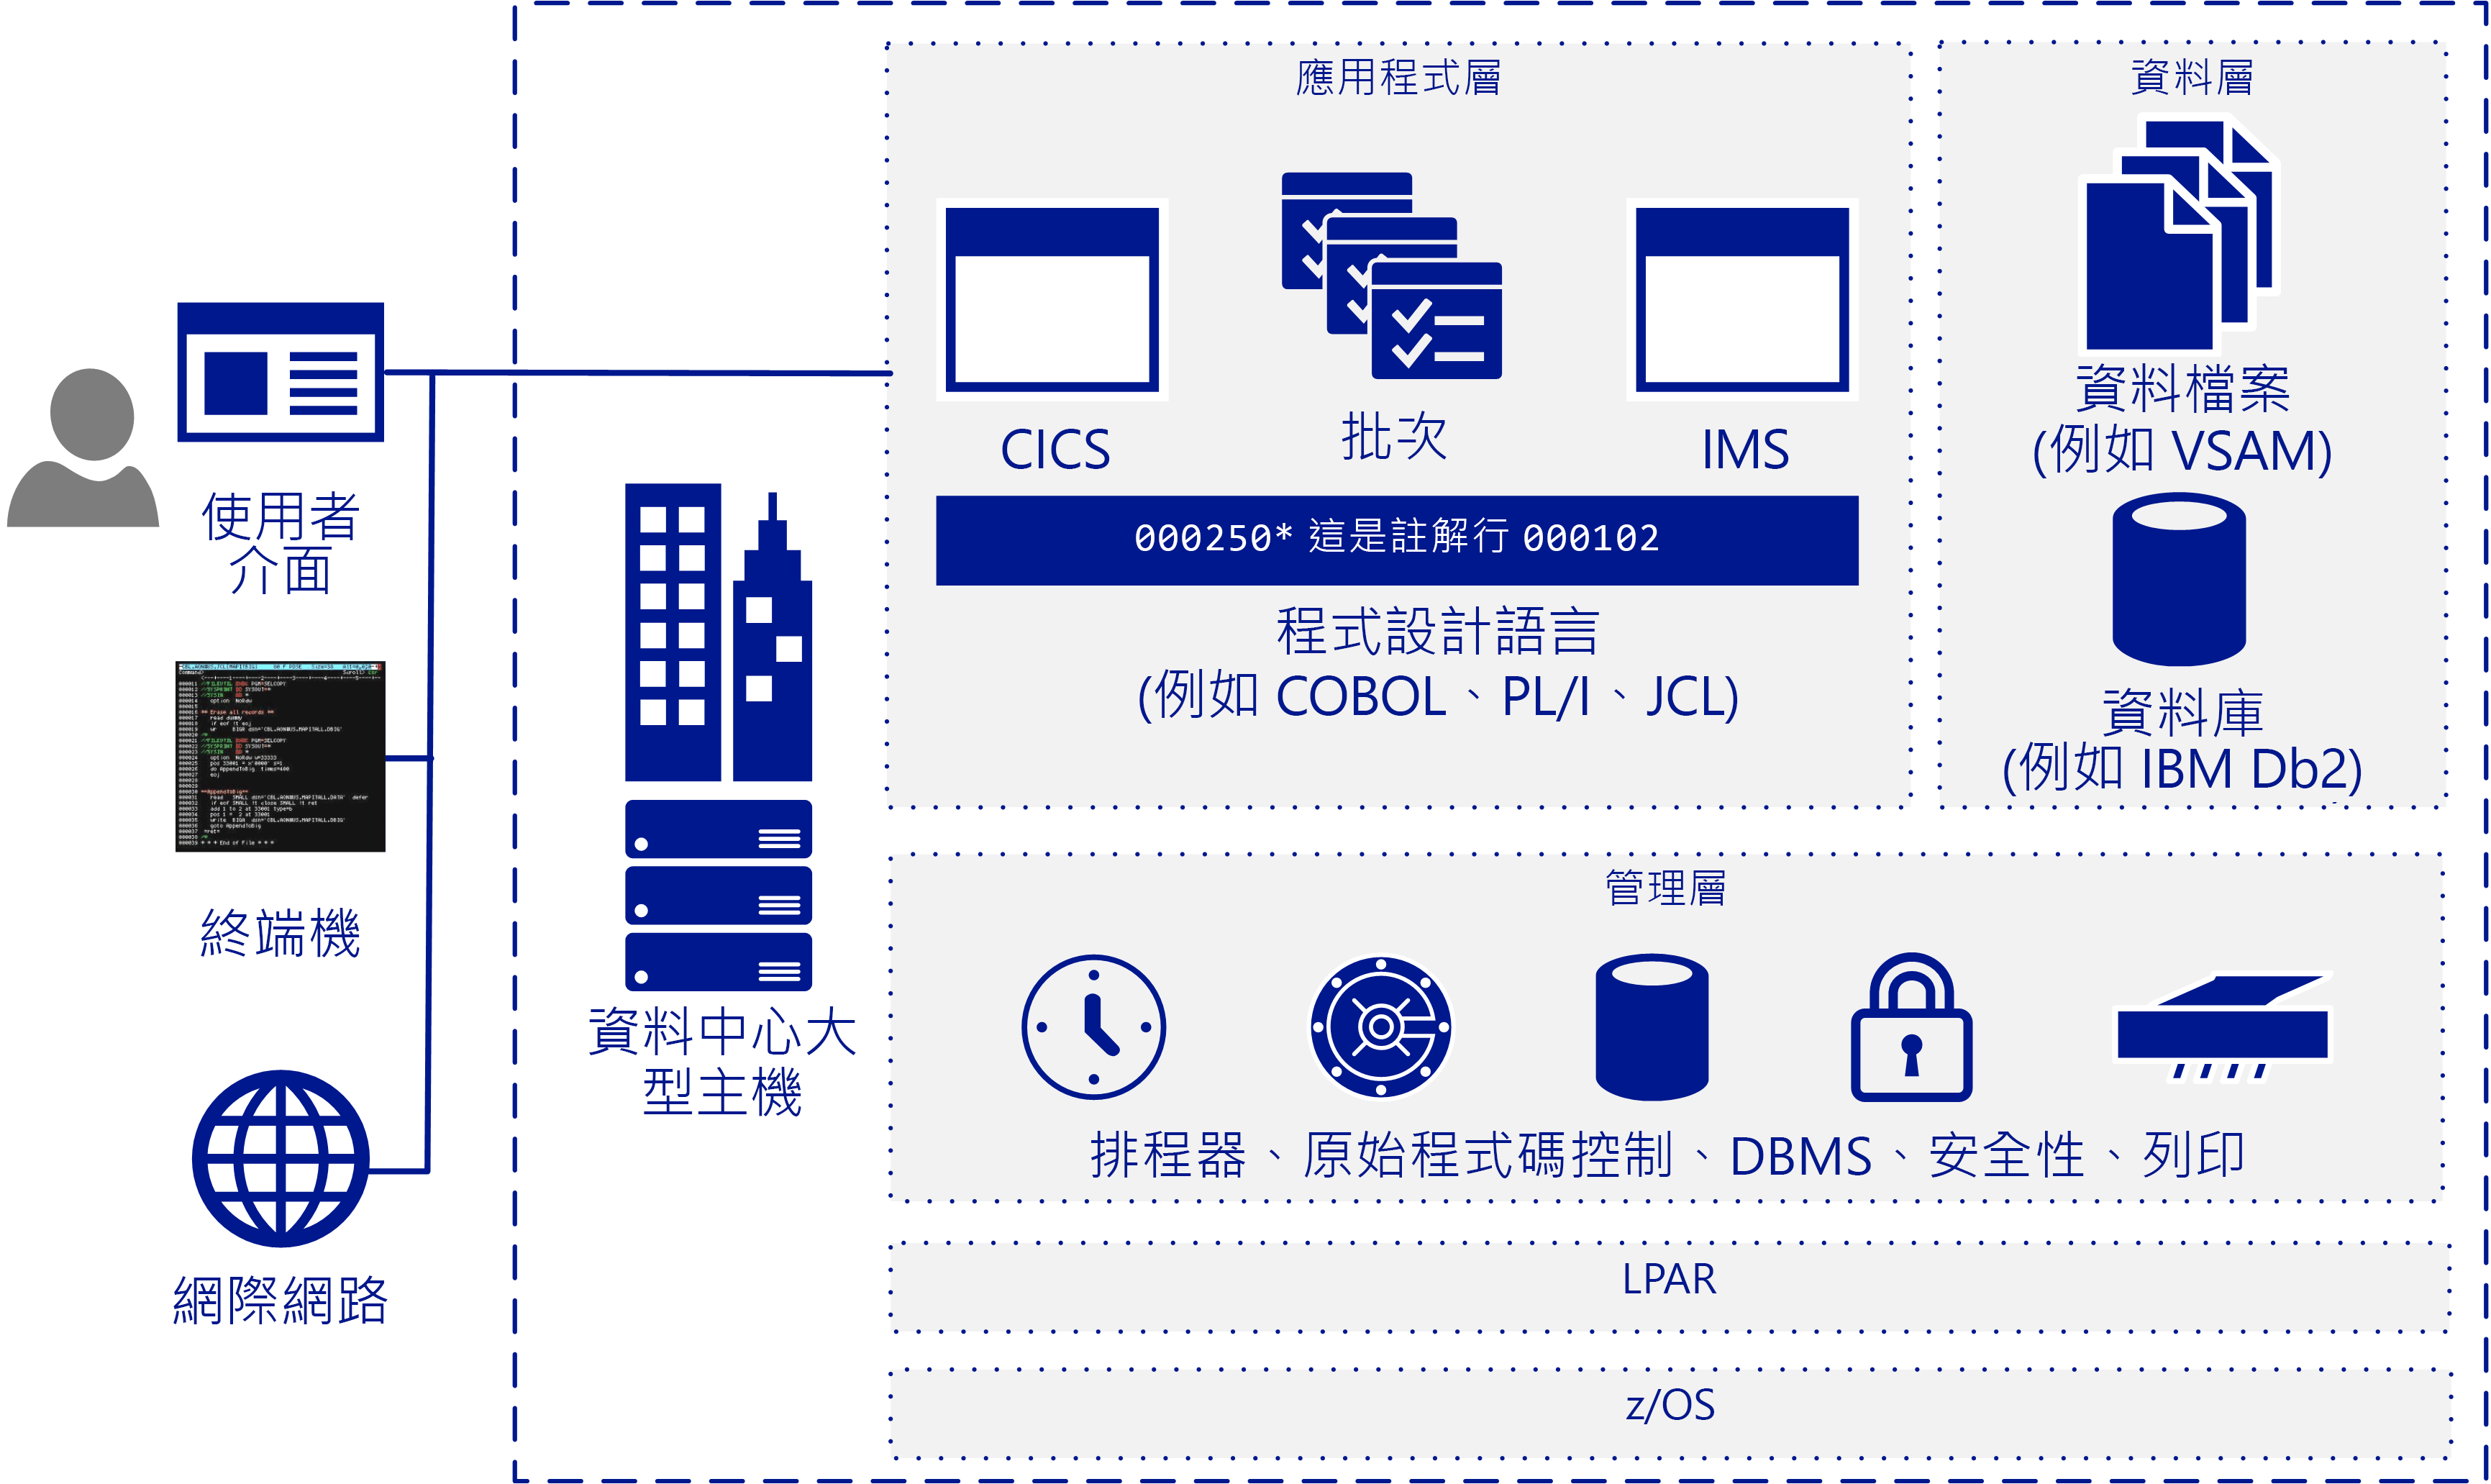 應用程式層
資料層
CICS
批次
IMS
資料檔案
(例如 VSAM)
000250* 這是註解行 000102
程式設計語言
(例如 COBOL、PL/I、JCL)
資料庫
(例如 IBM Db2)
使用者
介面
終端機
網際網路
資料中心大
型主機
管理層
排程器、原始程式碼控制、DBMS、安全性、列印
LPAR
z/OS